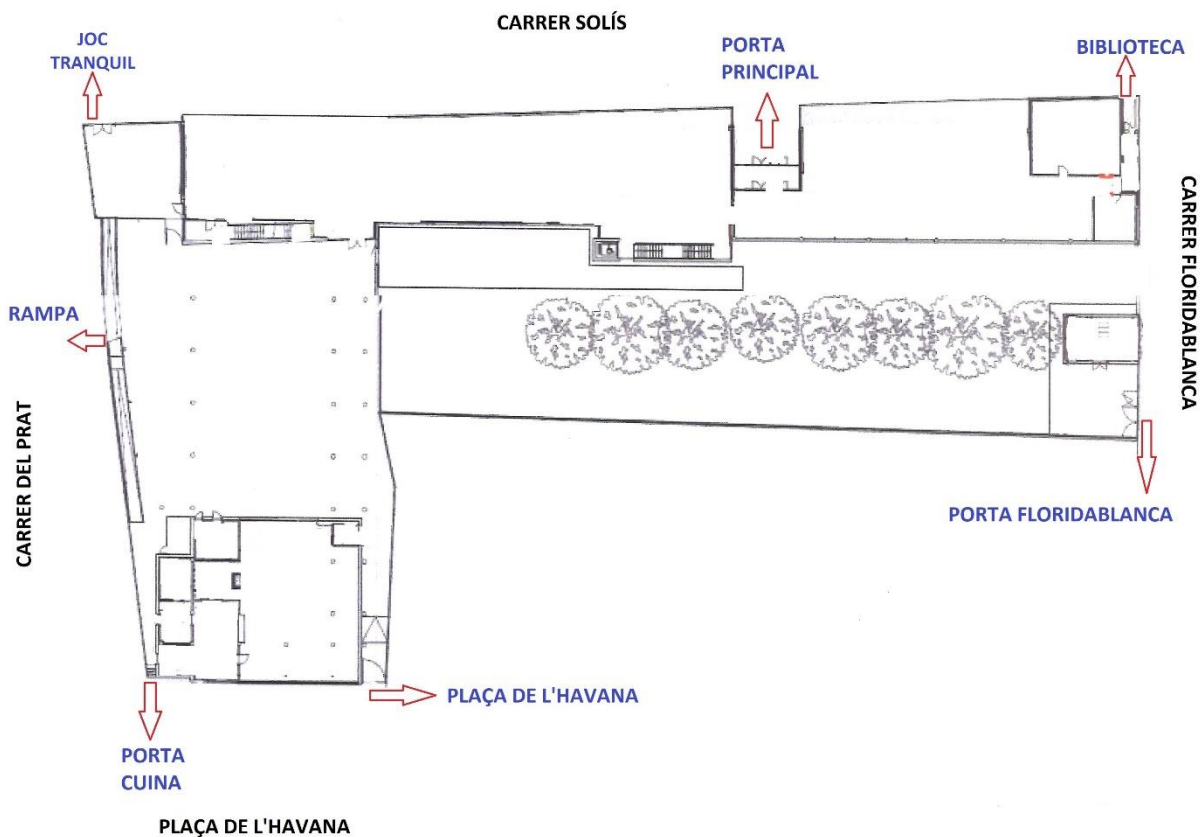 CARRER SOLÍS
JOC
TRANQUIL
PORTA
PRINCIPAL
BIBLIOTECA
CARRER FLORIDABLANCA
RAMPA
CARRER DEL PRAT
PORTA FLORIDABLANCA
PLAÇA DE L'HAVANA
PORTA
CUINA
PLAÇA DE L'HAVANA